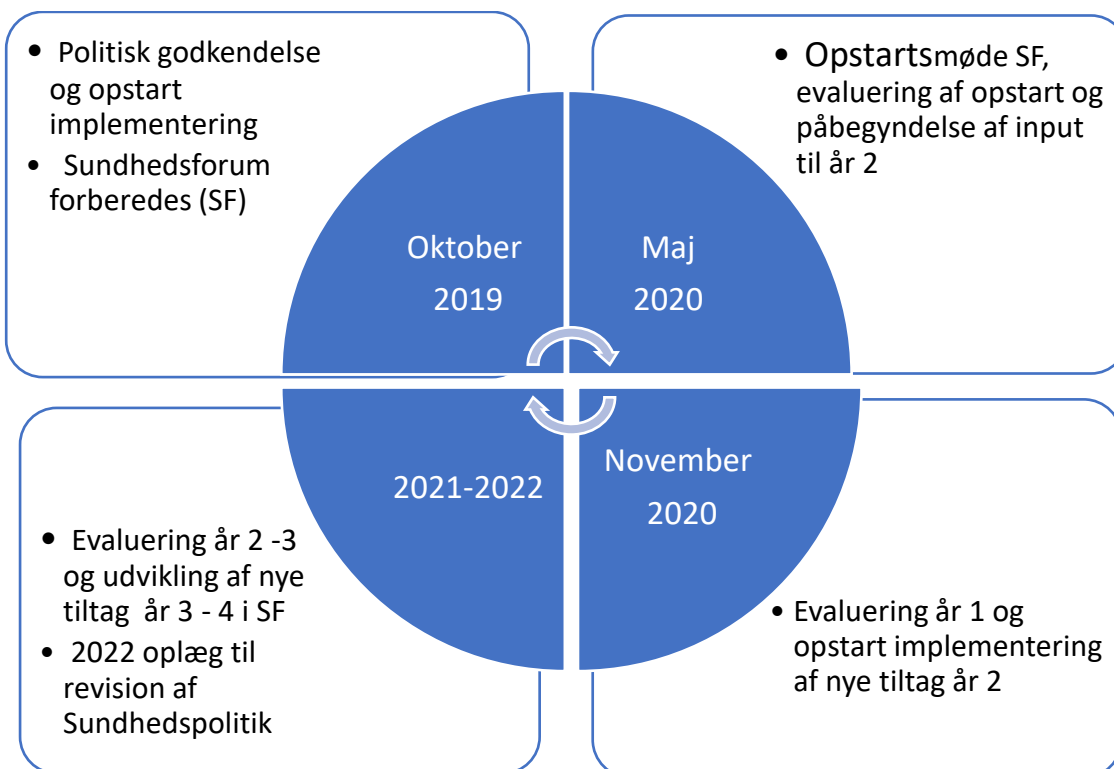 • Politisk godkendelse
og opstart
implementering
• Sundhedsforum
forberedes (SF)
Oktober
2019
• Opstartsmøde SF,
evaluering af opstart og
påbegyndelse af input
til år 2
Maj
2020
2021-2022
• Evaluering år 2 -3
og udvikling af nye
tiltag år 3 - 4 i SF
• 2022 oplæg til
revision af
Sundhedspolitik
November
2020
• Evaluering år 1 og
opstart implementering
af nye tiltag år 2